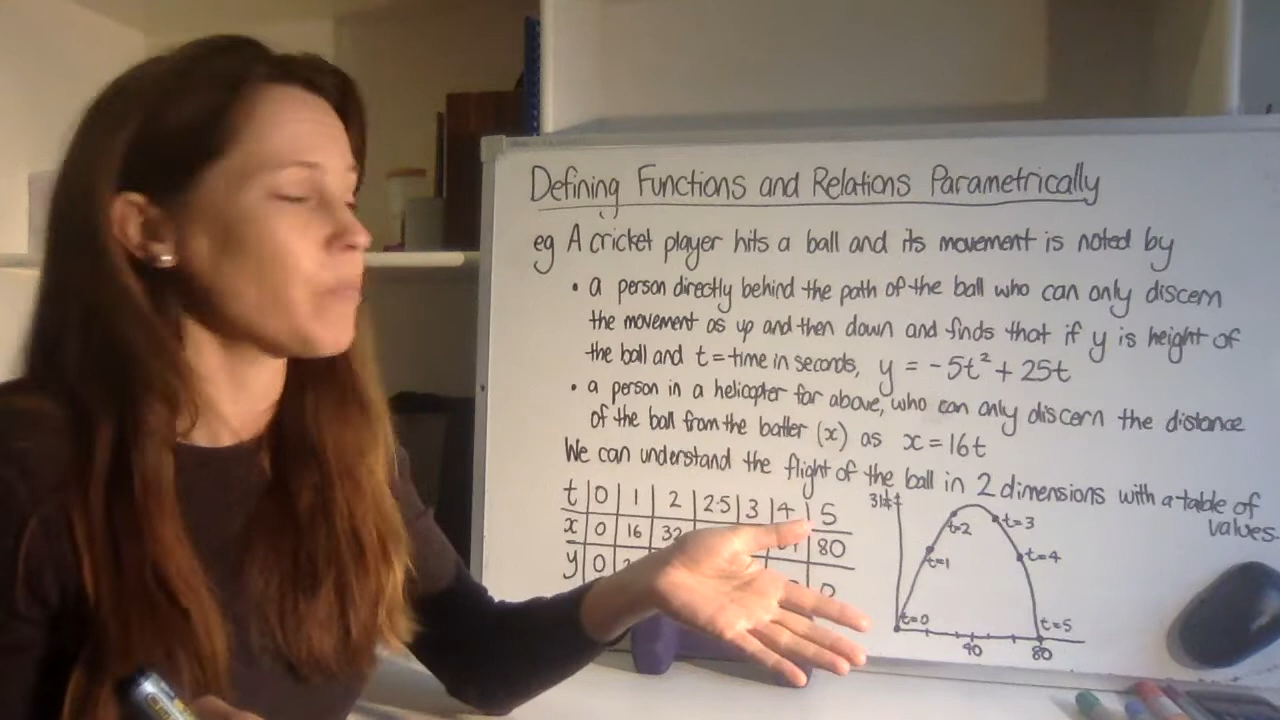 Defining Functions and Relations Parametrically
eg A cricket player hits a ball and its movement is noted by
• a person directly behind the path of the ball who can only discern
the movement as up and then down and finds that if y is height of
the ball and t = time in seconds, y = -5t² + 25t
• a person in a helicopter far above, who can only discern the distance
of the ball from the batter (x) as x = 16t
We can understand the flight of the ball in 2 dimensions with a table of
values.
t | 0 | 1 | 2 | 2·5 | 3 | 4 | 5
x | 0 | 16 | 32 80
y | 0 0
31¼
t=0
t=1
t=2
t=3
t=4
t=5
40
80